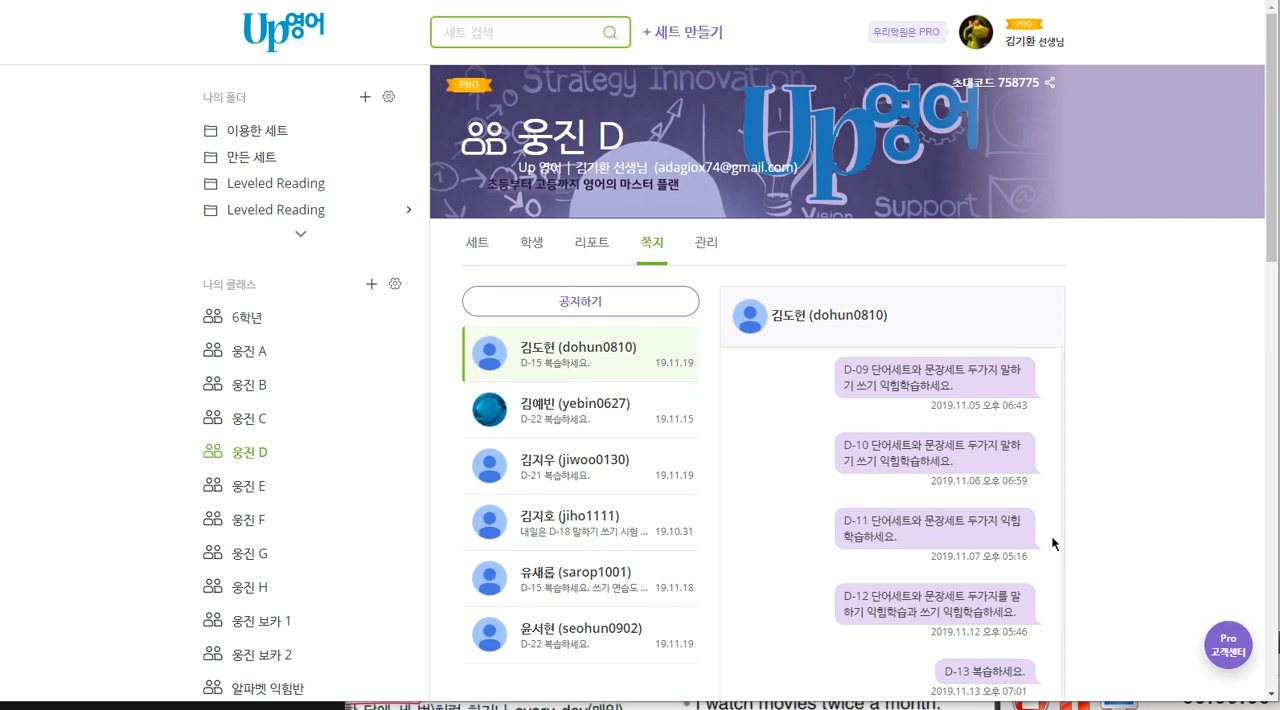 Up영어
세트 검색
+ 세트 만들기
우리학원은 PRO
PRO
김기환 선생님
나의 폴더
이용한 세트
만든 세트
Leveled Reading
Leveled Reading
나의 클래스
6학년
웅진 A
웅진 B
웅진 C
웅진 D
웅진 E
웅진 F
웅진 G
웅진 H
웅진 보카 1
웅진 보카 2
알파벳 익힘반
PRO
Strategy Innovation
초대코드 758775
웅진 D
Up영어
Up 영어 | 김기환 선생님 (adagiox74@gmail.com)
초등부터 고등까지 영어의 마스터 플랜
Vision
Support
세트
학생
리포트
쪽지
관리
공지하기
김도헌 (dohun0810)
D-15 복습하세요.
19.11.19
김예빈 (yebin0627)
D-22 복습하세요.
19.11.15
김지우 (jiwoo0130)
D-21 복습하세요.
19.11.19
김지호 (jiho1111)
내일은 D-18 말하기 쓰기 시험 ...
19.10.31
유새롭 (sarop1001)
D-15 복습하세요. 쓰기 연습도 ...
19.11.18
윤서헌 (seohun0902)
D-22 복습하세요.
19.11.19
김도헌 (dohun0810)
D-09 단어세트와 문장세트 두가지 말하
기 쓰기 익힘학습하세요.
2019.11.05 오후 06:43
D-10 단어세트와 문장세트 두가지 말하
기 쓰기 익힘학습하세요.
2019.11.06 오후 06:59
D-11 단어세트와 문장세트 두가지 익힘
학습하세요.
2019.11.07 오후 05:16
D-12 단어세트와 문장세트 두가지를 말
하기 익힘학습과 쓰기 익힘학습하세요.
2019.11.12 오후 05:46
D-13 복습하세요.
2019.11.13 오후 07:01
Pro
고객센터
I watch movies twice a month.